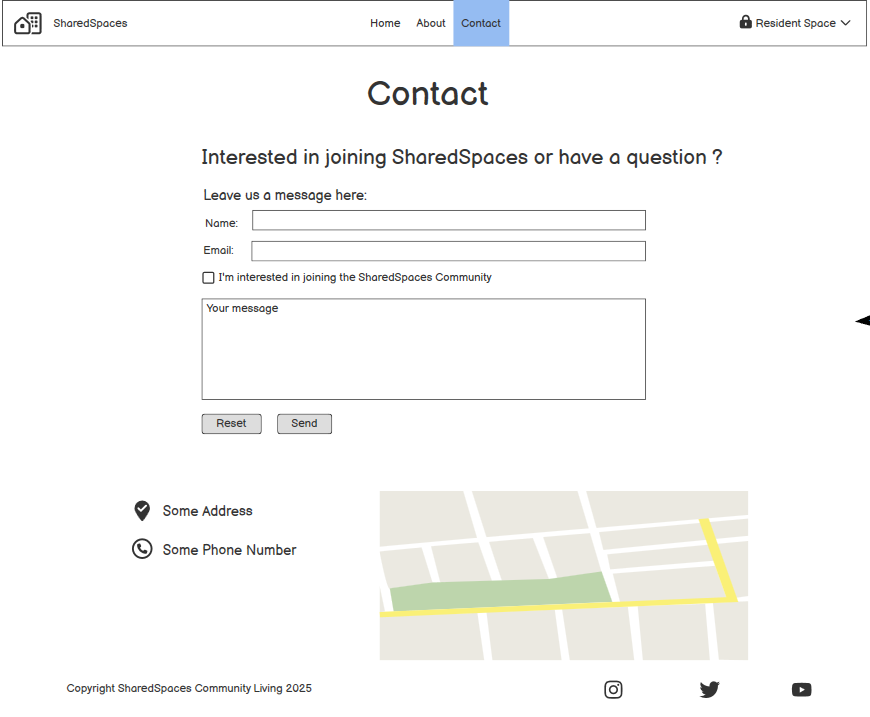 SharedSpaces Home About Contact Resident Space
Contact
Interested in joining SharedSpaces or have a question ?
Leave us a message here:
Name:
Email:
I'm interested in joining the SharedSpaces Community
Your message
Reset Send
Some Address
Some Phone Number
Copyright SharedSpaces Community Living 2025